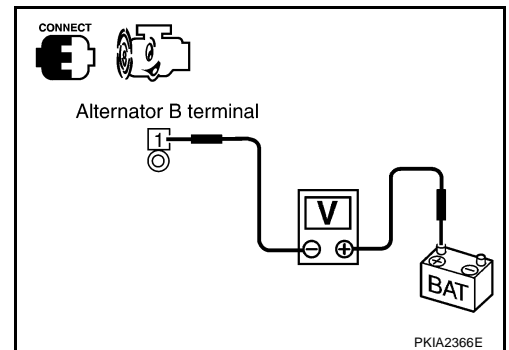 CONNECT
Alternator B terminal
1
V
− +
+ −
BAT
PKIA2366E